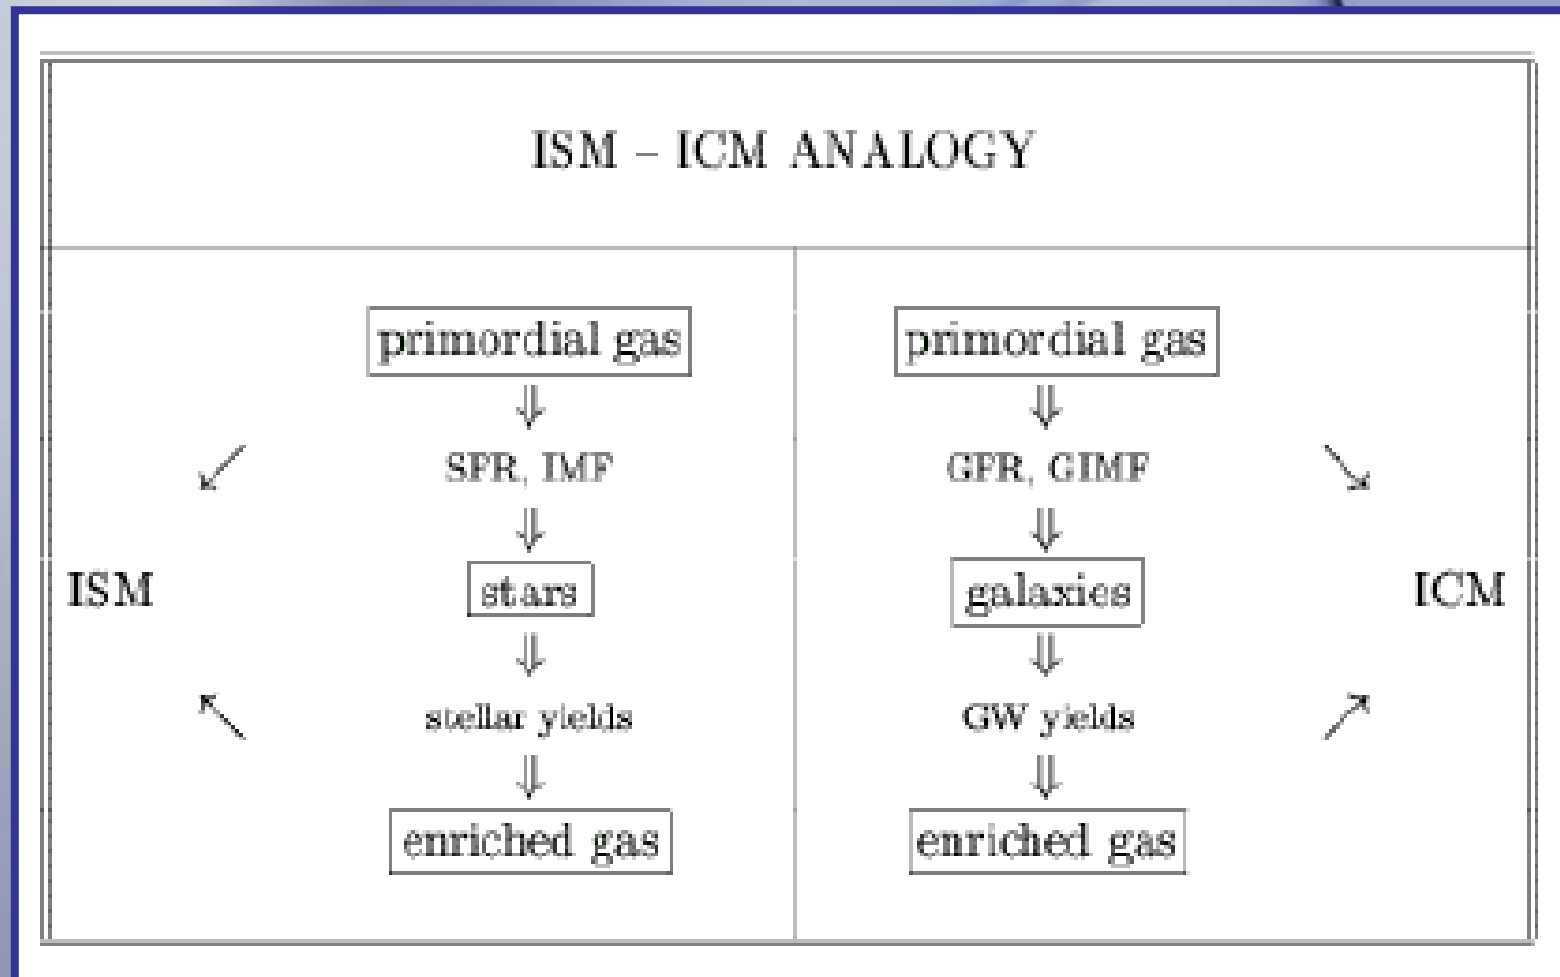 ISM – ICM ANALOGY
primordial gas
⇓
↙ SFR, IMF
⇓
ISM stars
⇓
↖ stellar yields
⇓
enriched gas
primordial gas
⇓
GFR, GIMF ↘
⇓
galaxies ICM
⇓
GW yields ↗
⇓
enriched gas